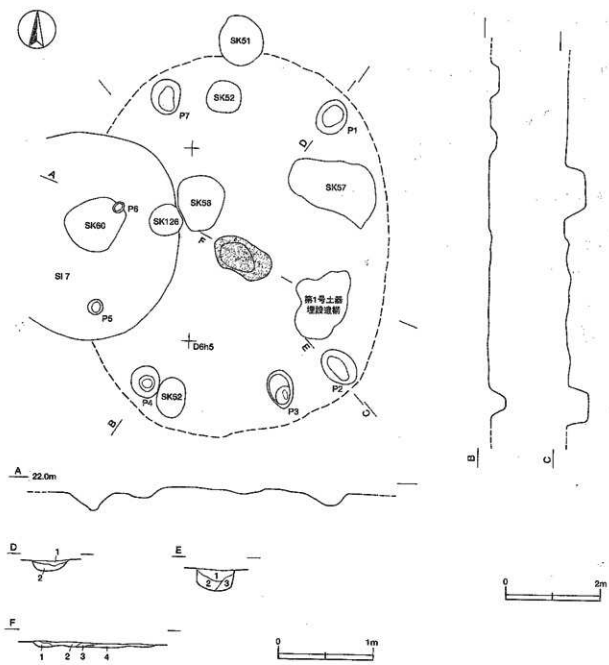 SK51
P7
SK52
P1
D
A
P6
SK58
SK57
SK60
SK126
F
SI 7
第1号土器
埋設遺構
P5
D6h5
E
P2
P4
SK52
P3
B
C
B
C
A 22.0m
D
1
2
E
1
2 3
0 2m
F
1 2 3 4
0 1m